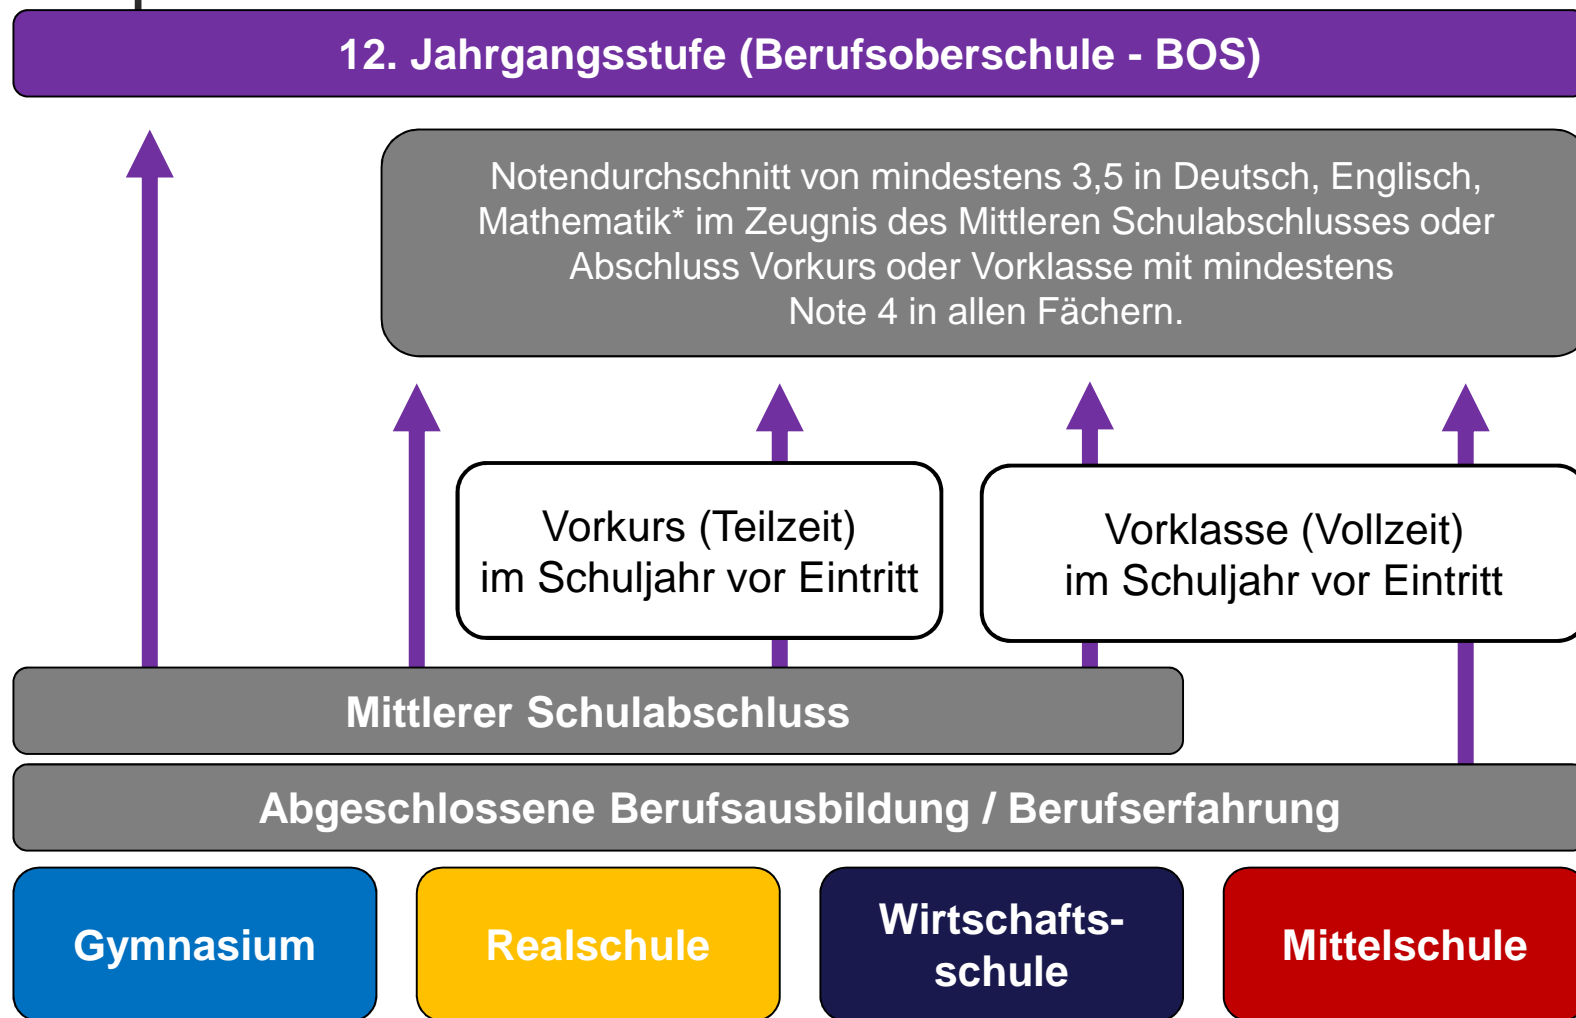 12. Jahrgangsstufe (Berufsoberschule - BOS)
Notendurchschnitt von mindestens 3,5 in Deutsch, Englisch,
Mathematik* im Zeugnis des Mittleren Schulabschlusses oder
Abschluss Vorkurs oder Vorklasse mit mindestens
Note 4 in allen Fächern.
Vorkurs (Teilzeit)
im Schuljahr vor Eintritt
Vorklasse (Vollzeit)
im Schuljahr vor Eintritt
Mittlerer Schulabschluss
Abgeschlossene Berufsausbildung / Berufserfahrung
Gymnasium
Realschule
Wirtschafts-
schule
Mittelschule